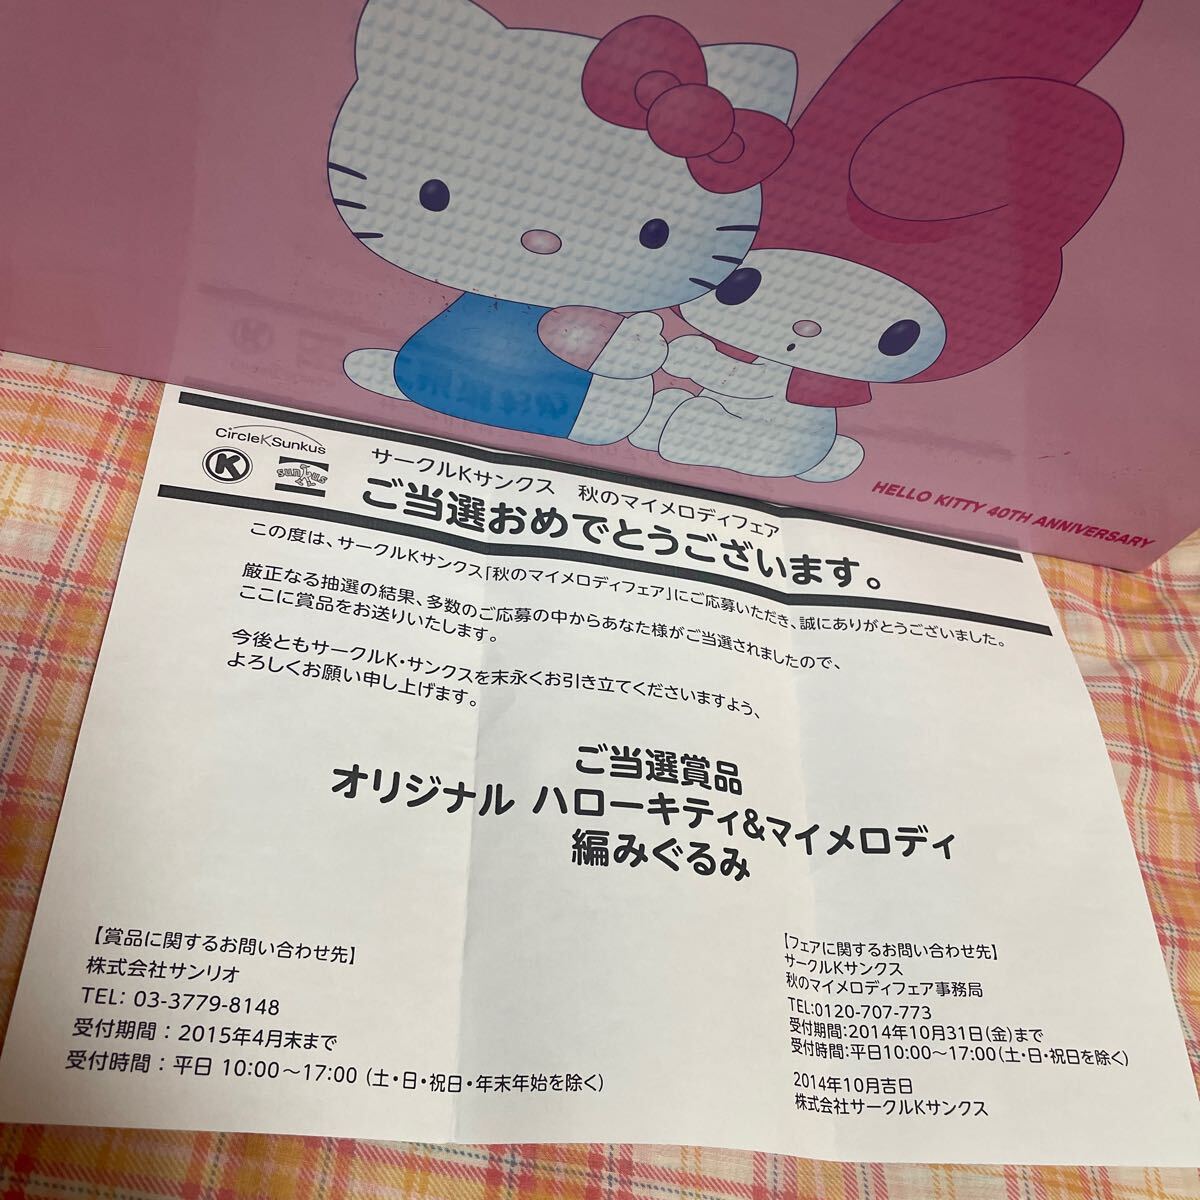 HELLO KITTY 40TH ANNIVERSARY
CircleKSunkus
K
sunkus
サークルKサンクス 秋のマイメロディフェア
ご当選おめでとうございます。
この度は、サークルKサンクス「秋のマイメロディフェア」にご応募いただき、誠にありがとうございました。
厳正なる抽選の結果、多数のご応募の中からあなた様がご当選されましたので、
ここに賞品をお送りいたします。
今後ともサークルK・サンクスを末永くお引き立てくださいますよう、
よろしくお願い申し上げます。
ご当選賞品
オリジナル ハローキティ&マイメロディ
編みぐるみ
【賞品に関するお問い合わせ先】
株式会社サンリオ
TEL: 03-3779-8148
受付期間：2015年4月末まで
受付時間：平日 10:00～17:00 (土・日・祝日・年末年始を除く)
【フェアに関するお問い合わせ先】
サークルKサンクス
秋のマイメロディフェア事務局
TEL:0120-707-773
受付期間:2014年10月31日(金)まで
受付時間:平日10:00～17:00(土・日・祝日を除く)
2014年10月吉日
株式会社サークルKサンクス